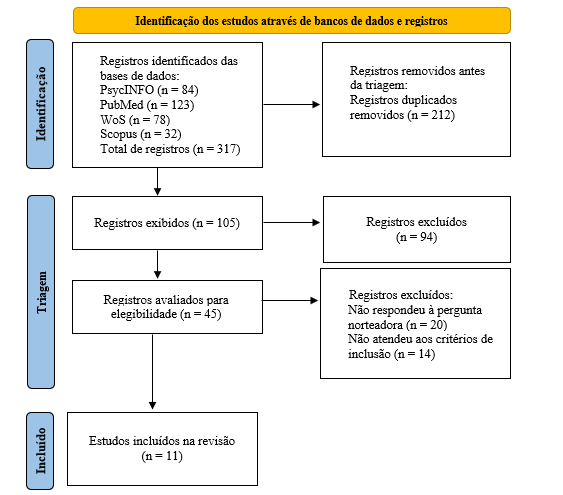 Identificação dos estudos através de bancos de dados e registros
Identificação
Registros identificados das
bases de dados:
PsycINFO (n = 84)
PubMed (n = 123)
WoS (n = 78)
Scopus (n = 32)
Total de registros (n = 317)
Registros removidos antes
da triagem:
Registros duplicados
removidos (n = 212)
Triagem
Registros exibidos (n = 105)
Registros excluídos
(n = 94)
Registros avaliados para
elegibilidade (n = 45)
Registros excluídos:
Não respondeu à pergunta
norteadora (n = 20)
Não atendeu aos critérios de
inclusão (n = 14)
Incluído
Estudos incluídos na revisão
(n = 11)